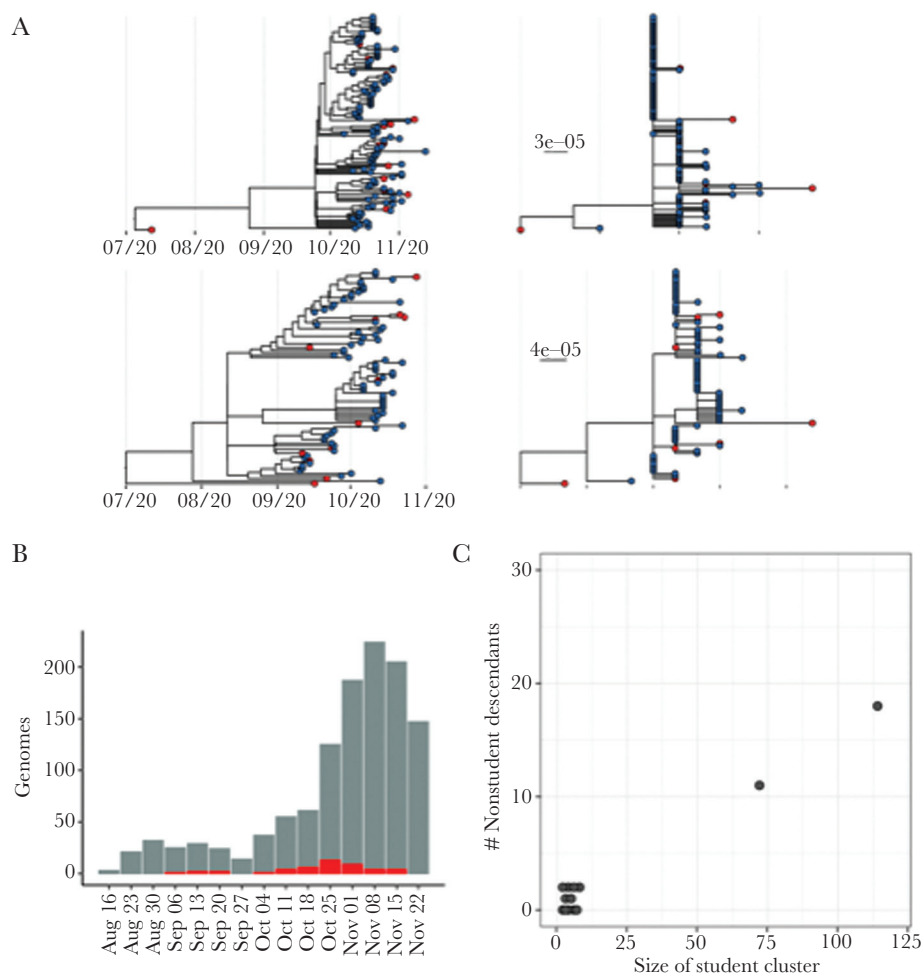 A
3e–05
07/20 08/20 09/20 10/20 11/20
4e–05
07/20 08/20 09/20 10/20 11/20
B
Genomes
200
150
100
50
0
Aug 16 Aug 23 Aug 30 Sep 06 Sep 13 Sep 20 Sep 27 Oct 04 Oct 11 Oct 18 Oct 25 Nov 01 Nov 08 Nov 15 Nov 22
C
# Nonstudent descendants
30
20
10
0
0 25 50 75 100 125
Size of student cluster